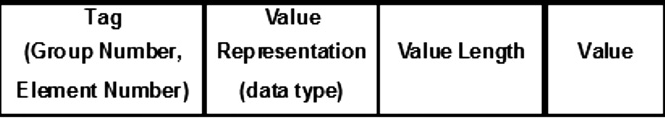 Tag
(Group Number,
Element Number)
Value
Representation
(data type)
Value Length
Value